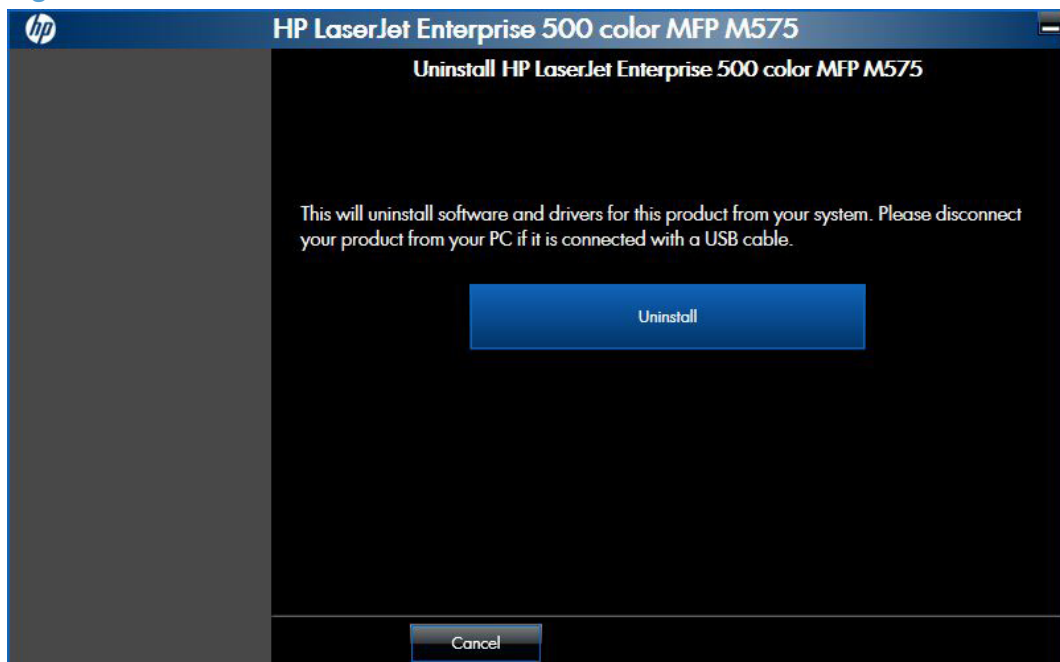 hp
HP LaserJet Enterprise 500 color MFP M575
Uninstall HP LaserJet Enterprise 500 color MFP M575
This will uninstall software and drivers for this product from your system. Please disconnect
your product from your PC if it is connected with a USB cable.
Uninstall
Cancel